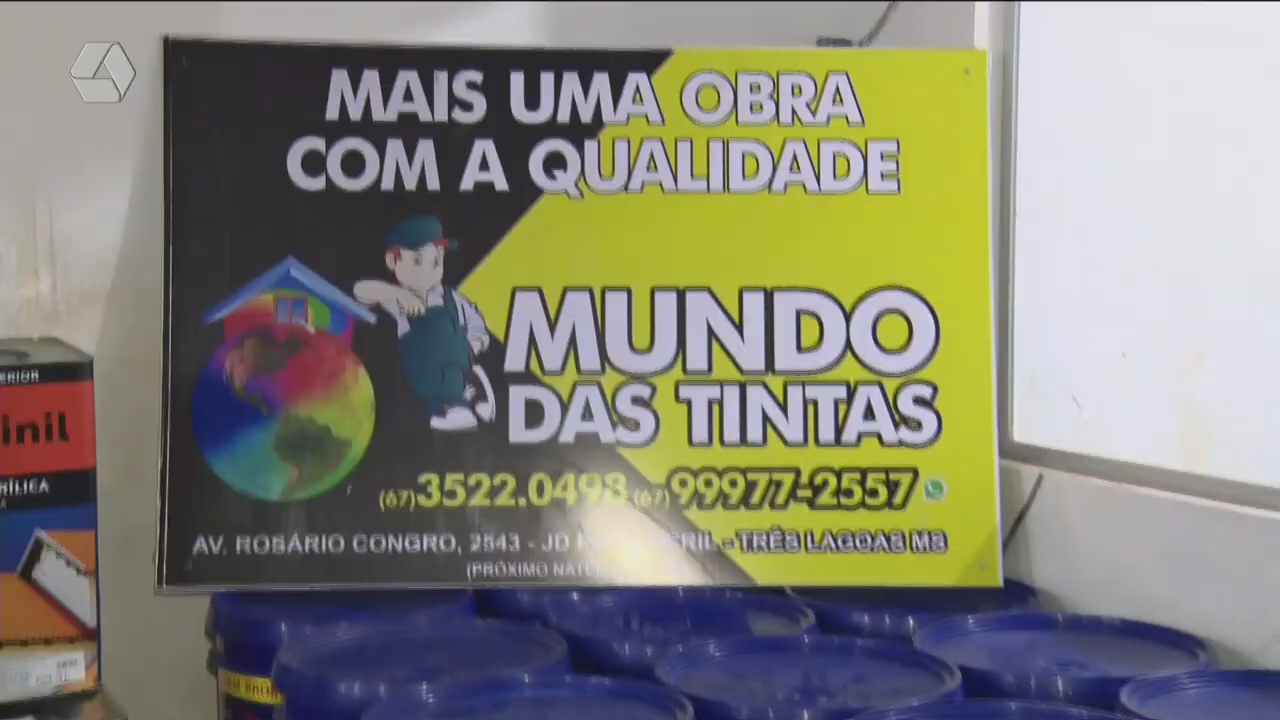 MAIS UMA OBRA
COM A QUALIDADE
MUNDO
DAS TINTAS
(67)3522.0498 (67)99977-2557
AV. ROSÁRIO CONGRO, 2543 - JD - TRÊS LAGOAS MS
(PRÓXIMO
ERIOR
inil
RÍLICA